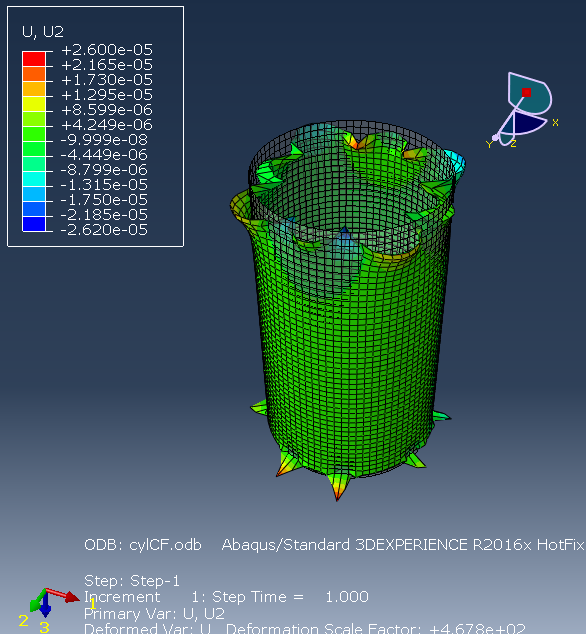 U, U2
+2.600e-05
+2.165e-05
+1.730e-05
+1.295e-05
+8.599e-06
+4.249e-06
-9.999e-08
-4.449e-06
-8.799e-06
-1.315e-05
-1.750e-05
-2.185e-05
-2.620e-05
X
Y
Z
ODB: cylCF.odb Abaqus/Standard 3DEXPERIENCE R2016x HotFix
Step: Step-1
Increment 1: Step Time = 1.000
Primary Var: U, U2
Deformed Var: U Deformation Scale Factor: +4.678e+02
1
2
3